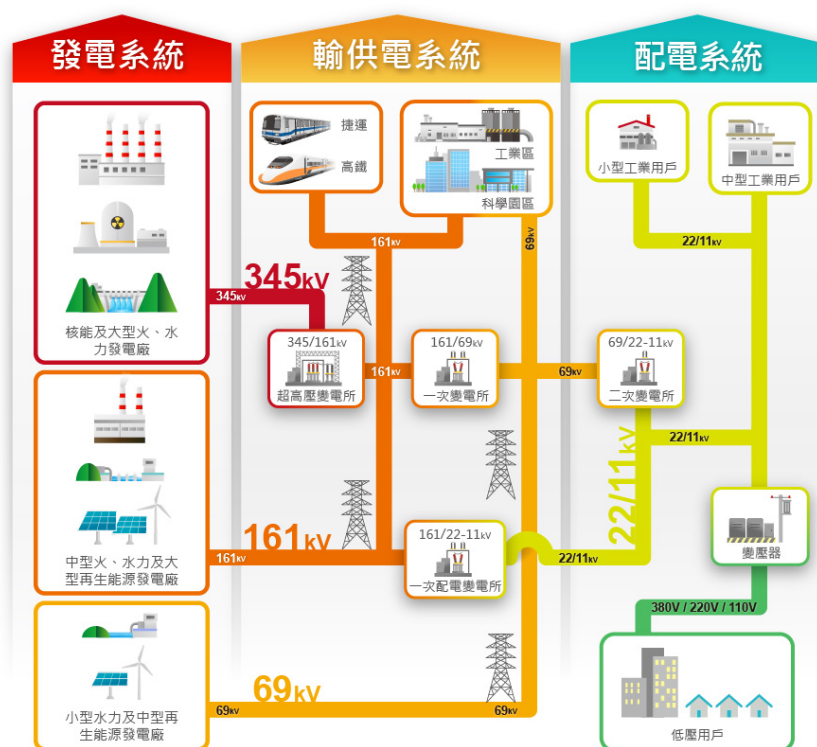 發電系統
核能及大型火、水
力發電廠
345kV
345kV
中型火、水力及大
型再生能源發電廠
161kV
161kV
小型水力及中型再
生能源發電廠
69kV
69kV
輸供電系統
捷運
高鐵
工業區
科學園區
161kV
69kV
345/161kV
超高壓變電所
161kV
161/69kV
一次變電所
69kV
161/22-11kV
一次配電變電所
22/11kV
69kV
配電系統
小型工業用戶
中型工業用戶
22/11kV
69/22-11kV
二次變電所
22/11kV
22/11kV
變壓器
380V / 220V / 110V
低壓用戶